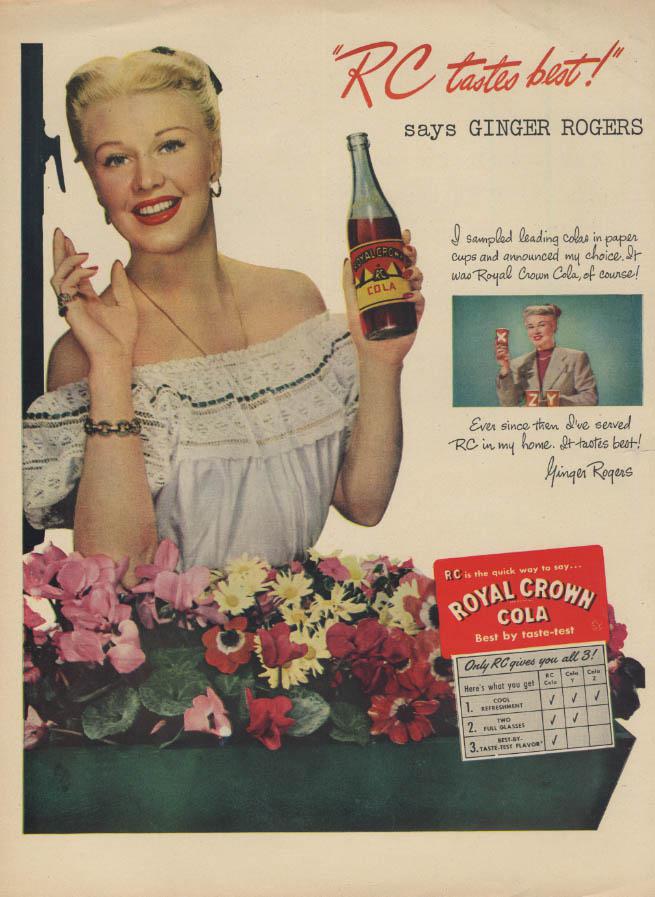 "RC tastes best!"
says GINGER ROGERS
ROYAL CROWN
RC
COLA
I sampled leading colas in paper
cups and announced my choice. It
was Royal Crown Cola, of course!
X
Z Y
Ever since then I've served
RC in my home. It tastes best!
Ginger Rogers
RC is the quick way to say...
ROYAL CROWN
COLA
Best by taste-test
Only RC gives you all 3!
Here's what you get RC Cola Cola Y Cola Z
1. COOL REFRESHMENT ✓ ✓ ✓
2. TWO FULL GLASSES ✓ ✓
3. BEST-BY-TASTE-TEST FLAVOR ✓